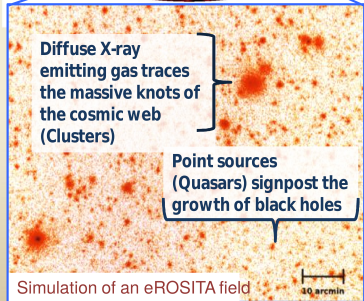 Diffuse X-ray
emitting gas traces
the massive knots of
the cosmic web
(Clusters)
Point sources
(Quasars) signpost the
growth of black holes
Simulation of an eROSITA field
10 arcmin